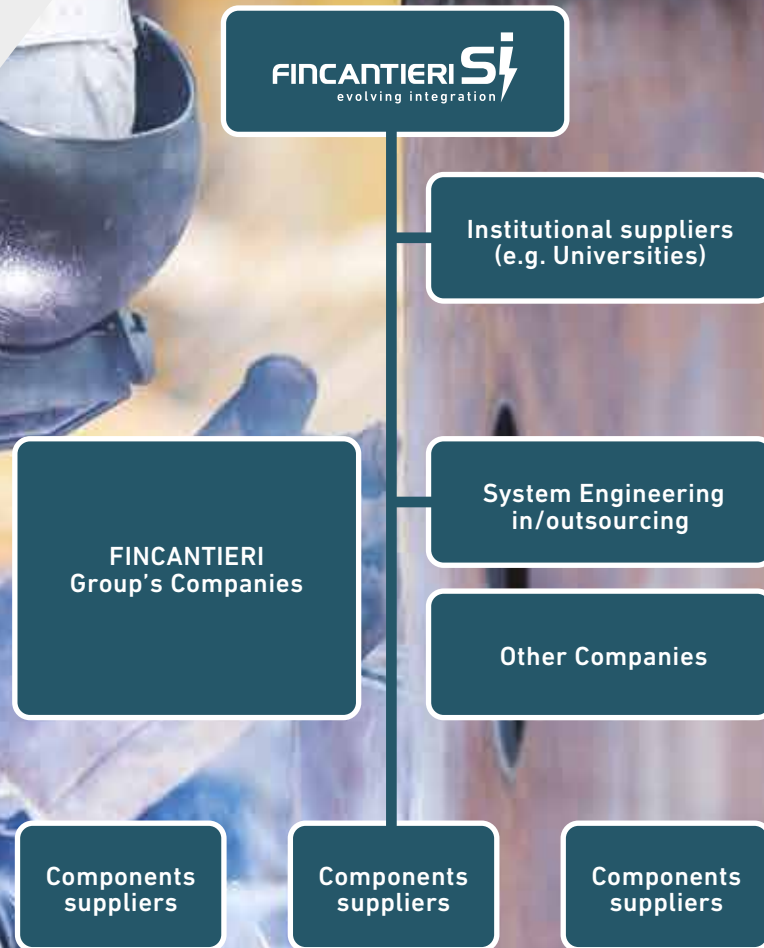 FINCANTIERI Si
evolving integration
Institutional suppliers
(e.g. Universities)
System Engineering
in/outsourcing
FINCANTIERI
Group’s Companies
Other Companies
Components
suppliers
Components
suppliers
Components
suppliers